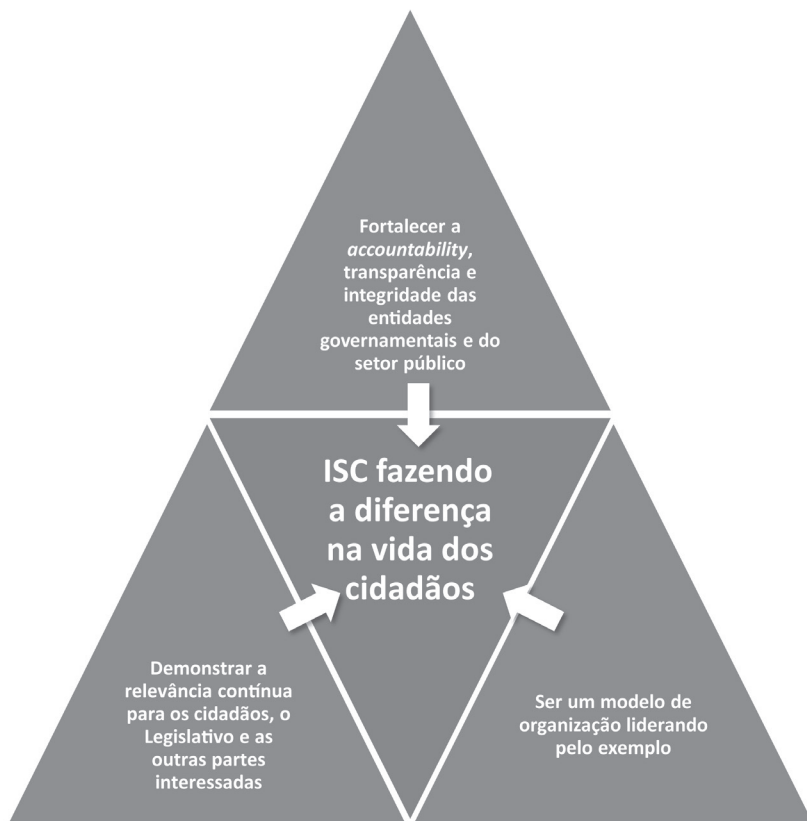 Fortalecer a
accountability,
transparência e
integridade das
entidades
governamentais e do
setor público
ISC fazendo
a diferença
na vida dos
cidadãos
Demonstrar a
relevância contínua
para os cidadãos, o
Legislativo e as
outras partes
interessadas
Ser um modelo de
organização liderando
pelo exemplo